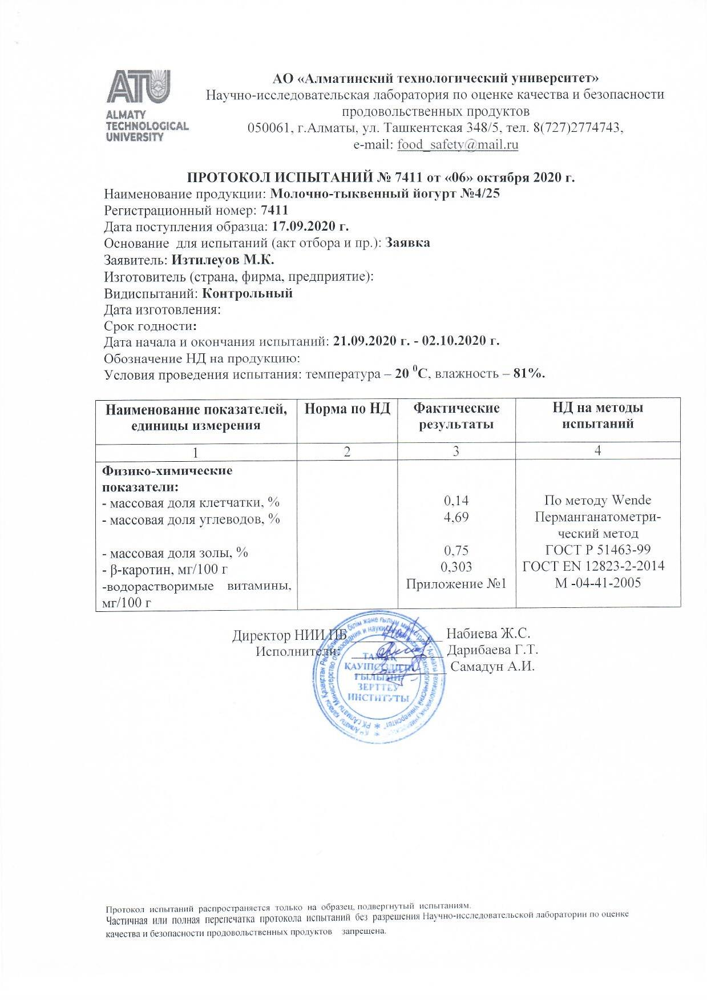 ATU
ALMATY
TECHNOLOGICAL
UNIVERSITY
АО «Алматинский технологический университет»
Научно-исследовательская лаборатория по оценке качества и безопасности
продовольственных продуктов
050061, г.Алматы, ул. Ташкентская 348/5, тел. 8(727)2774743,
e-mail: food_safety@mail.ru
ПРОТОКОЛ ИСПЫТАНИЙ № 7411 от «06» октября 2020 г.
Наименование продукции: Молочно-тыквенный йогурт №4/25
Регистрационный номер: 7411
Дата поступления образца: 17.09.2020 г.
Основание для испытаний (акт отбора и пр.): Заявка
Заявитель: Изтилеуов М.К.
Изготовитель (страна, фирма, предприятие):
Видиспытаний: Контрольный
Дата изготовления:
Срок годности:
Дата начала и окончания испытаний: 21.09.2020 г. - 02.10.2020 г.
Обозначение НД на продукцию:
Условия проведения испытания: температура – 20 ⁰С, влажность – 81%.
Наименование показателей, Норма по НД Фактические НД на методы
единицы измерения результаты испытаний
1 2 3 4
Физико-химические
показатели:
- массовая доля клетчатки, % 0,14 По методу Wende
- массовая доля углеводов, % 4,69 Перманганатометри-
ческий метод
- массовая доля золы, % 0,75 ГОСТ Р 51463-99
- β-каротин, мг/100 г 0,303 ГОСТ EN 12823-2-2014
-водорастворимые витамины, Приложение №1 М -04-41-2005
мг/100 г
Директор НИИ ПБ Набиева Ж.С.
Исполнители: Дарибаева Г.Т.
Самадун А.И.
ТАМАҚ
ҚАУІПСІЗДІГІ
ҒЫЛЫМИ-
ЗЕРТТЕУ
ИНСТИТУТЫ
Протокол испытаний распространяется только на образец, подвергнутый испытаниям.
Частичная или полная перепечатка протокола испытаний без разрешения Научно-исследовательской лаборатории по оценке
качества и безопасности продовольственных продуктов запрещена.